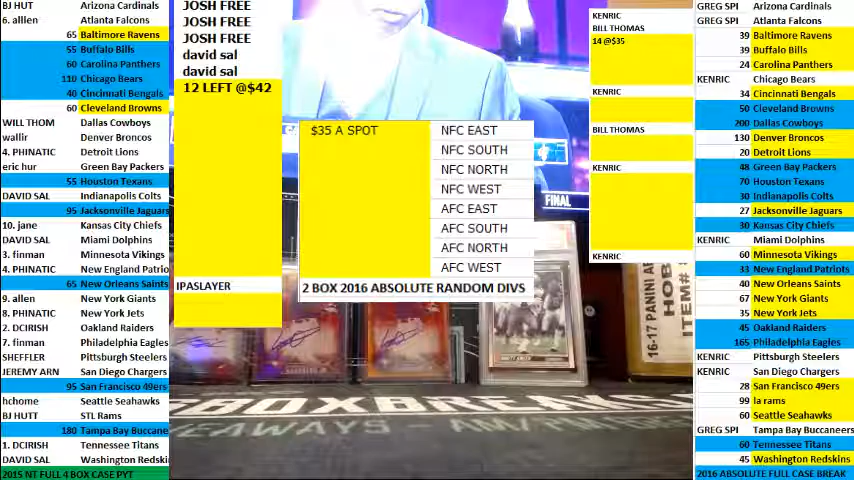 BJ HUT Arizona Cardinals
6. allien Atlanta Falcons
65 Baltimore Ravens
55 Buffalo Bills
60 Carolina Panthers
110 Chicago Bears
40 Cincinnati Bengals
60 Cleveland Browns
WILL THOM Dallas Cowboys
wallir Denver Broncos
4. PHINATIC Detroit Lions
eric hur Green Bay Packers
55 Houston Texans
DAVID SAL Indianapolis Colts
95 Jacksonville Jaguars
10. jane Kansas City Chiefs
DAVID SAL Miami Dolphins
3. finman Minnesota Vikings
4. PHINATIC New England Patrio
65 New Orleans Saints
9. allen New York Giants
8. PHINATIC New York Jets
2. DCIRISH Oakland Raiders
7. finman Philadelphia Eagles
SHEFFLER Pittsburgh Steelers
JEREMY ARN San Diego Chargers
95 San Francisco 49ers
hchome Seattle Seahawks
BJ HUTT STL Rams
180 Tampa Bay Buccane
1. DCIRISH Tennessee Titans
DAVID SAL Washington Redski
2015 NT FULL 4 BOX CASE PYT
JOSH FREE
JOSH FREE
JOSH FREE
david sal
david sal
12 LEFT @$42
IPASLAYER
$35 A SPOT
NFC EAST
NFC SOUTH
NFC NORTH
NFC WEST
AFC EAST
AFC SOUTH
AFC NORTH
AFC WEST
2 BOX 2016 ABSOLUTE RANDOM DIVS
FINAL
KENRIC
BILL THOMAS
14 @$35
KENRIC
BILL THOMAS
KENRIC
KENRIC
16-17 PANINI
HOB
ITEM#
BOXBREAKS
GREG SPI Arizona Cardinals
GREG SPI Atlanta Falcons
39 Baltimore Ravens
39 Buffalo Bills
24 Carolina Panthers
KENRIC Chicago Bears
34 Cincinnati Bengals
50 Cleveland Browns
200 Dallas Cowboys
130 Denver Broncos
20 Detroit Lions
48 Green Bay Packers
70 Houston Texans
30 Indianapolis Colts
27 Jacksonville Jaguars
30 Kansas City Chiefs
KENRIC Miami Dolphins
60 Minnesota Vikings
33 New England Patriots
40 New Orleans Saints
67 New York Giants
35 New York Jets
45 Oakland Raiders
165 Philadelphia Eagles
KENRIC Pittsburgh Steelers
KENRIC San Diego Chargers
28 San Francisco 49ers
99 la rams
60 Seattle Seahawks
GREG SPI Tampa Bay Buccaneers
60 Tennessee Titans
45 Washington Redskins
2016 ABSOLUTE FULL CASE BREAK